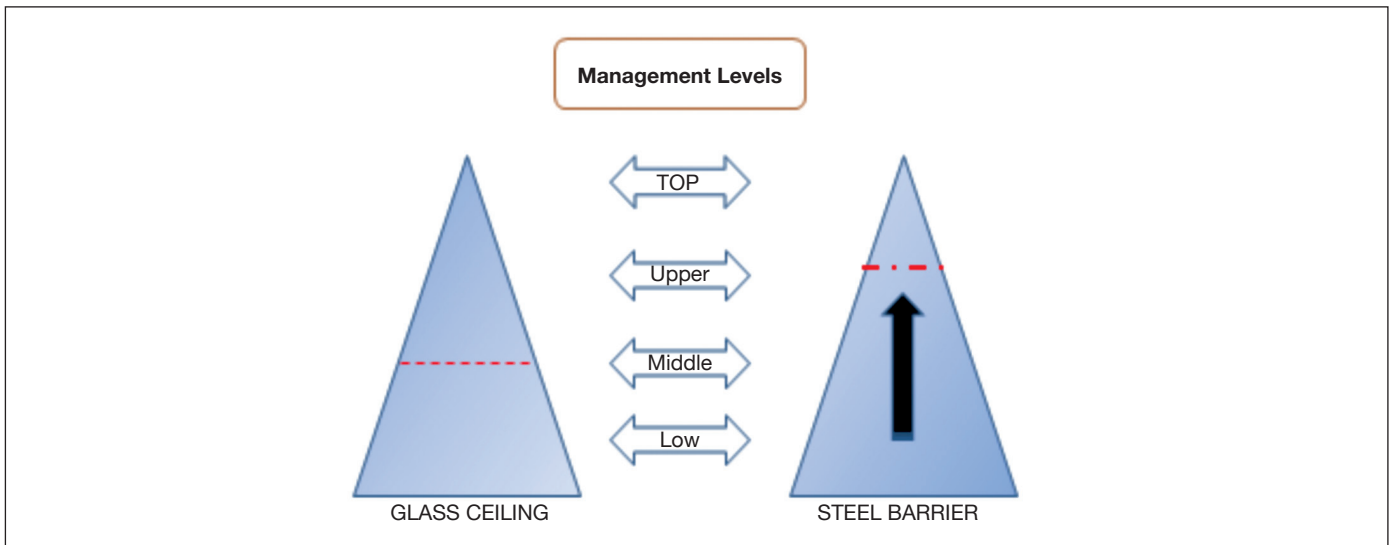 Management Levels
TOP
Upper
Middle
Low
GLASS CEILING
STEEL BARRIER